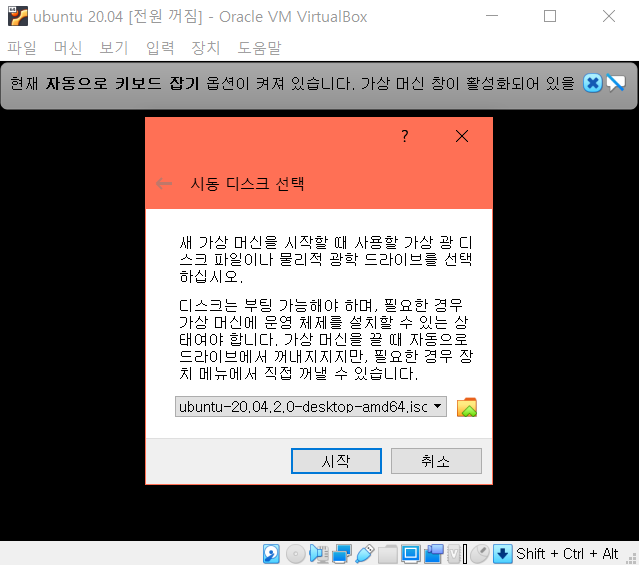 ubuntu 20.04 [전원 꺼짐] - Oracle VM VirtualBox
파일 머신 보기 입력 장치 도움말
현재 자동으로 키보드 잡기 옵션이 켜져 있습니다. 가상 머신 창이 활성화되어 있을
?
시동 디스크 선택
새 가상 머신을 시작할 때 사용할 가상 광 디
스크 파일이나 물리적 광학 드라이브를 선택
하십시오.
디스크는 부팅 가능해야 하며, 필요한 경우
가상 머신에 운영 체제를 설치할 수 있는 상
태여야 합니다. 가상 머신을 끌 때 자동으로
드라이브에서 꺼내지지지만, 필요한 경우 장
치 메뉴에서 직접 꺼낼 수 있습니다.
ubuntu-20.04.2.0-desktop-amd64.isc
시작 취소
Shift + Ctrl + Alt